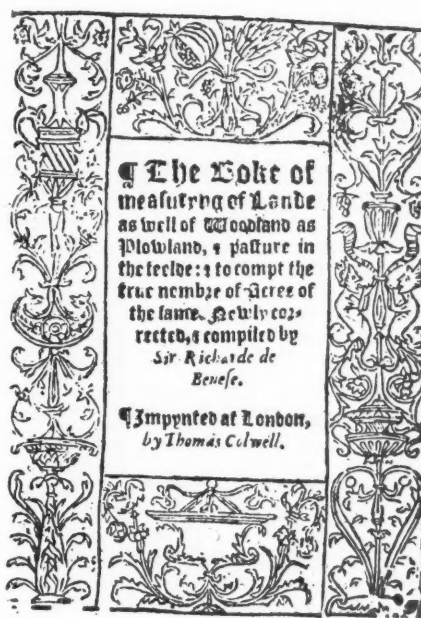 ¶ The Boke of
measuryng of Lande
as well of Woodland as
Plowland, ⁊ pasture in
the feelde: ⁊ to compt the
true nembre of Acres of
the same. Newly cor-
rected, ⁊ compiled by
Sir Richarde de
Benese.
¶ Impynted at London,
by Thomas Colwell.